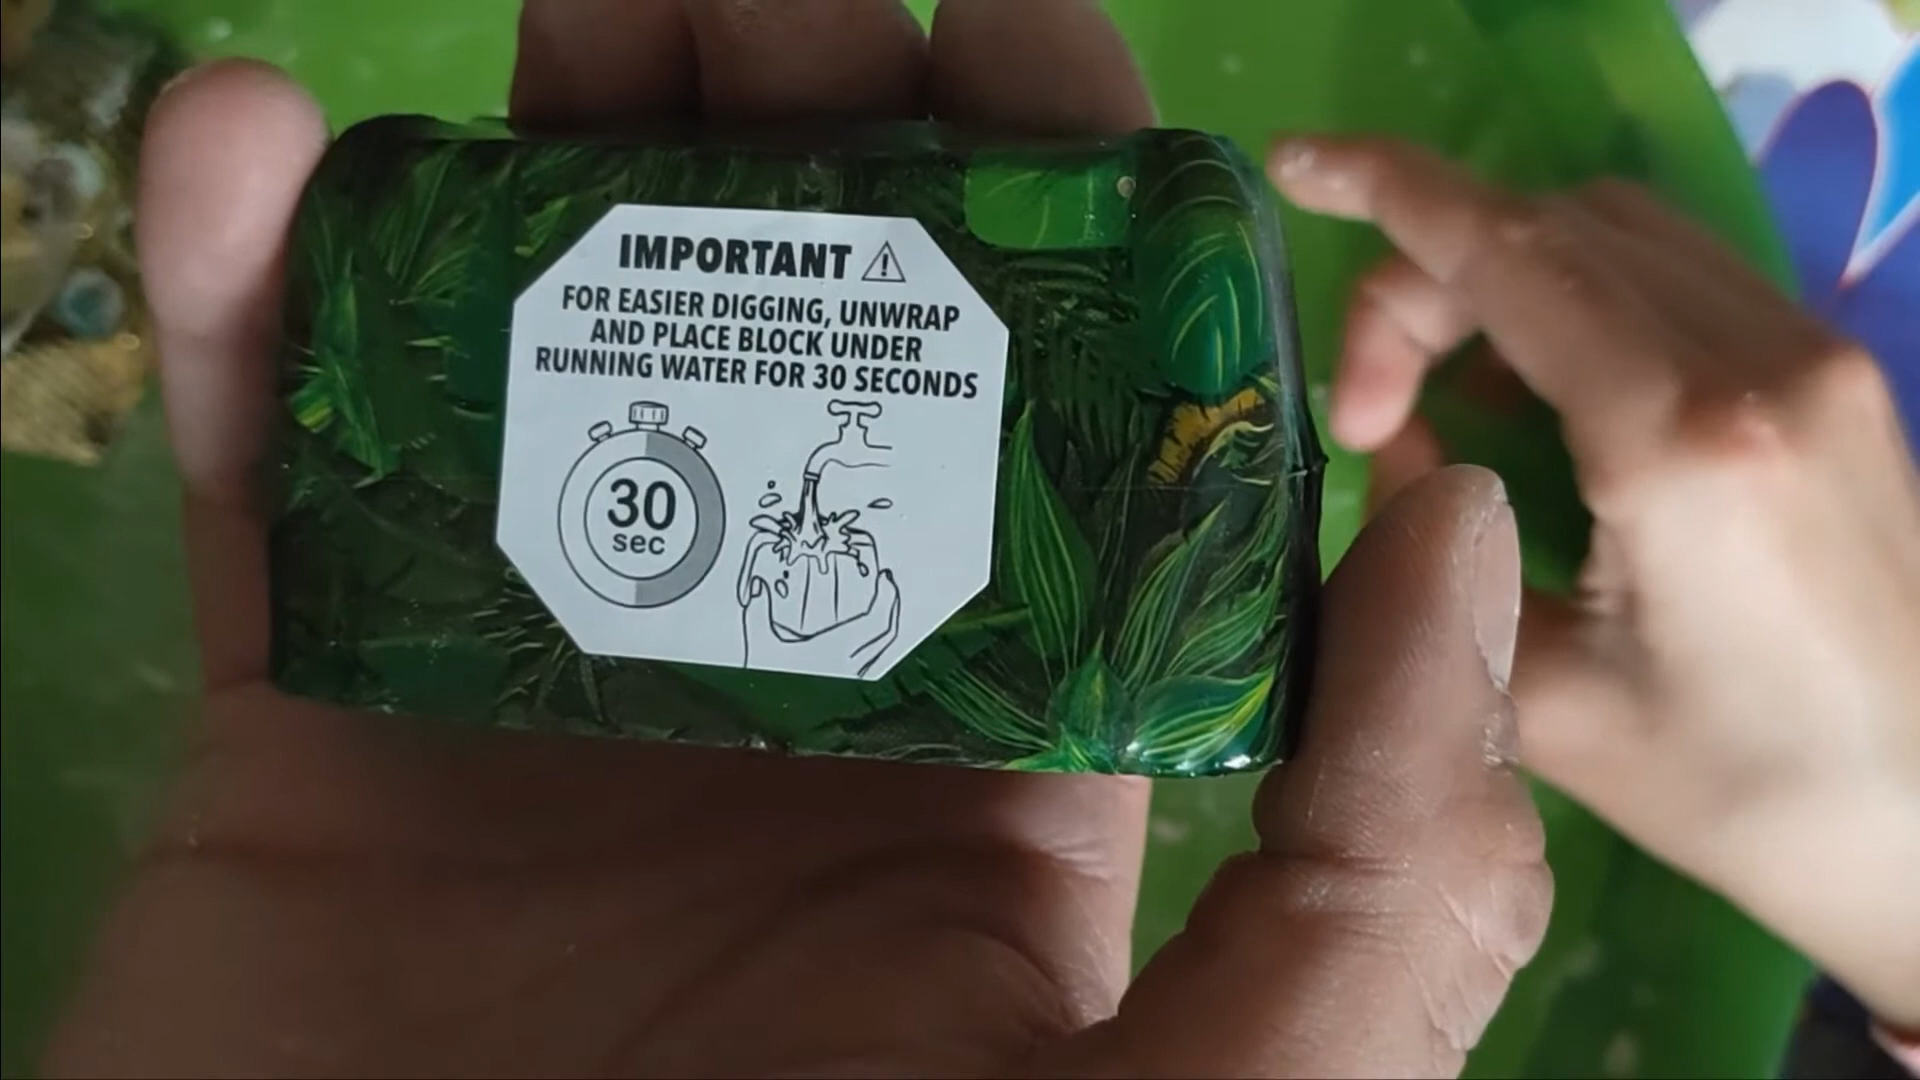 IMPORTANT
FOR EASIER DIGGING, UNWRAP
AND PLACE BLOCK UNDER
RUNNING WATER FOR 30 SECONDS
30
sec